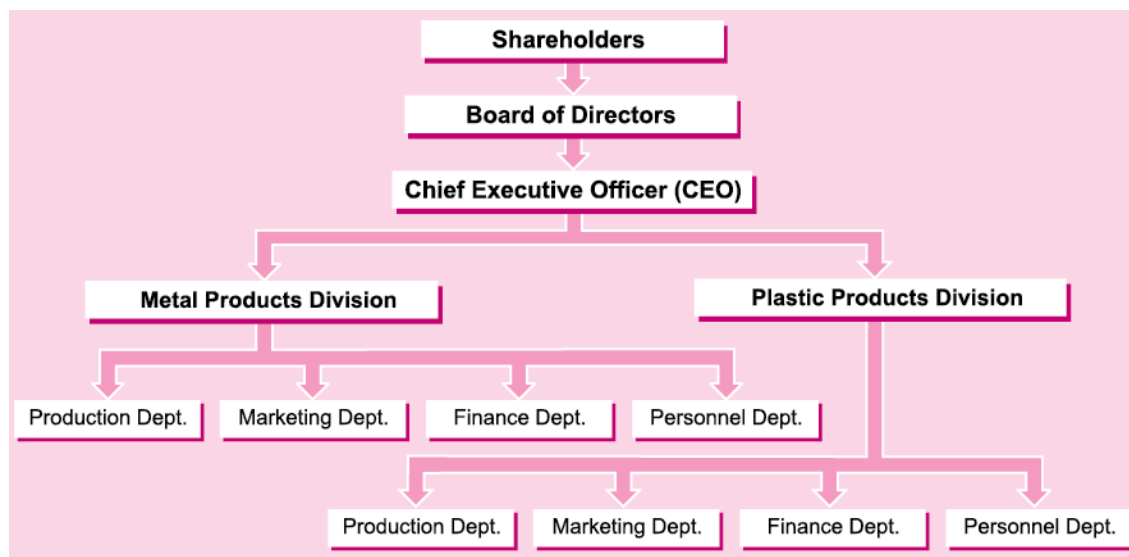 Shareholders
Board of Directors
Chief Executive Officer (CEO)
Metal Products Division
Plastic Products Division
Production Dept.
Marketing Dept.
Finance Dept.
Personnel Dept.
Production Dept.
Marketing Dept.
Finance Dept.
Personnel Dept.